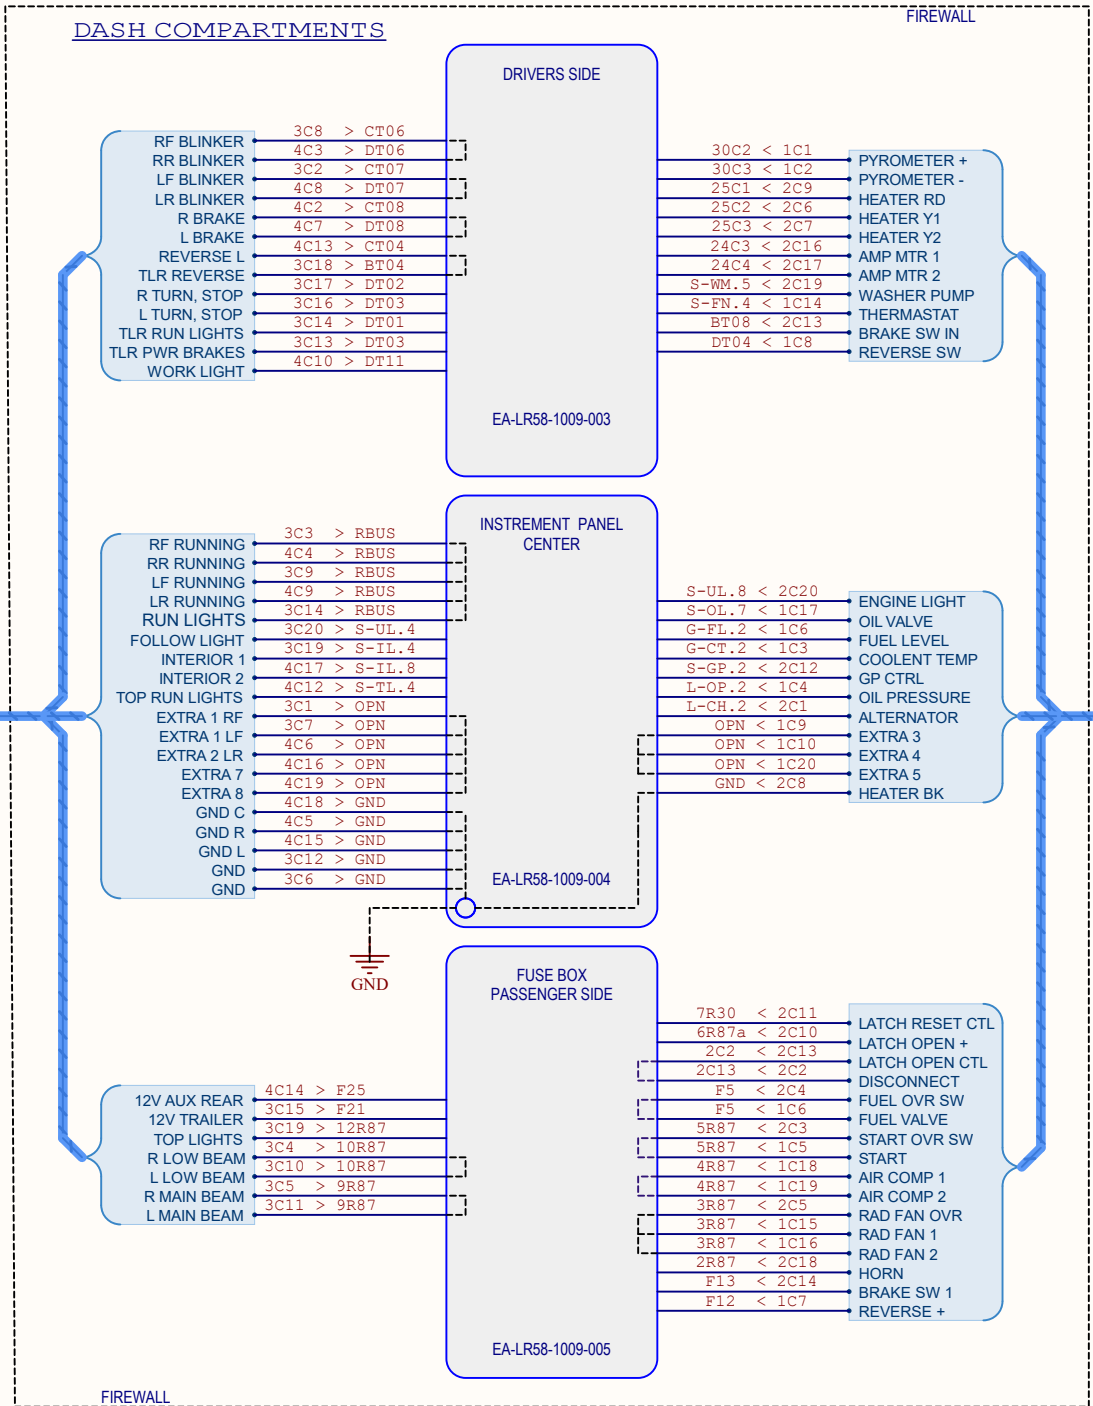 FIREWALL
DASH COMPARTMENTS
DRIVERS SIDE
RF BLINKER 3C8 > CT06
RR BLINKER 4C3 > DT06
LF BLINKER 3C2 > CT07
LR BLINKER 4C8 > DT07
R BRAKE 4C2 > CT08
L BRAKE 4C7 > DT08
REVERSE L 4C13 > CT04
TLR REVERSE 3C18 > BT04
R TURN, STOP 3C17 > DT02
L TURN, STOP 3C16 > DT03
TLR RUN LIGHTS 3C14 > DT01
TLR PWR BRAKES 3C13 > DT03
WORK LIGHT 4C10 > DT11
30C2 < 1C1 PYROMETER +
30C3 < 1C2 PYROMETER -
25C1 < 2C9 HEATER RD
25C2 < 2C6 HEATER Y1
25C3 < 2C7 HEATER Y2
24C3 < 2C16 AMP MTR 1
24C4 < 2C17 AMP MTR 2
S-WM.5 < 2C19 WASHER PUMP
S-FN.4 < 1C14 THERMASTAT
BT08 < 2C13 BRAKE SW IN
DT04 < 1C8 REVERSE SW
EA-LR58-1009-003
INSTREMENT PANEL
CENTER
RF RUNNING 3C3 > RBUS
RR RUNNING 4C4 > RBUS
LF RUNNING 3C9 > RBUS
LR RUNNING 4C9 > RBUS
RUN LIGHTS 3C14 > RBUS
FOLLOW LIGHT 3C20 > S-UL.4
INTERIOR 1 3C19 > S-IL.4
INTERIOR 2 4C17 > S-IL.8
TOP RUN LIGHTS 4C12 > S-TL.4
EXTRA 1 RF 3C1 > OPN
EXTRA 1 LF 3C7 > OPN
EXTRA 2 LR 4C6 > OPN
EXTRA 7 4C16 > OPN
EXTRA 8 4C19 > OPN
GND C 4C18 > GND
GND R 4C5 > GND
GND L 4C15 > GND
GND 3C12 > GND
GND 3C6 > GND
S-UL.8 < 2C20 ENGINE LIGHT
S-OL.7 < 1C17 OIL VALVE
G-FL.2 < 1C6 FUEL LEVEL
G-CT.2 < 1C3 COOLENT TEMP
S-GP.2 < 2C12 GP CTRL
L-OP.2 < 1C4 OIL PRESSURE
L-CH.2 < 2C1 ALTERNATOR
OPN < 1C9 EXTRA 3
OPN < 1C10 EXTRA 4
OPN < 1C20 EXTRA 5
GND < 2C8 HEATER BK
EA-LR58-1009-004
GND
FUSE BOX
PASSENGER SIDE
12V AUX REAR 4C14 > F25
12V TRAILER 3C15 > F21
TOP LIGHTS 3C19 > 12R87
R LOW BEAM 3C4 > 10R87
L LOW BEAM 3C10 > 10R87
R MAIN BEAM 3C5 > 9R87
L MAIN BEAM 3C11 > 9R87
7R30 < 2C11 LATCH RESET CTL
6R87a < 2C10 LATCH OPEN +
2C2 < 2C13 LATCH OPEN CTL
2C13 < 2C2 DISCONNECT
F5 < 2C4 FUEL OVR SW
F5 < 1C6 FUEL VALVE
5R87 < 2C3 START OVR SW
5R87 < 1C5 START
4R87 < 1C18 AIR COMP 1
4R87 < 1C19 AIR COMP 2
3R87 < 2C5 RAD FAN OVR
3R87 < 1C15 RAD FAN 1
3R87 < 1C16 RAD FAN 2
2R87 < 2C18 HORN
F13 < 2C14 BRAKE SW 1
F12 < 1C7 REVERSE +
EA-LR58-1009-005
FIREWALL